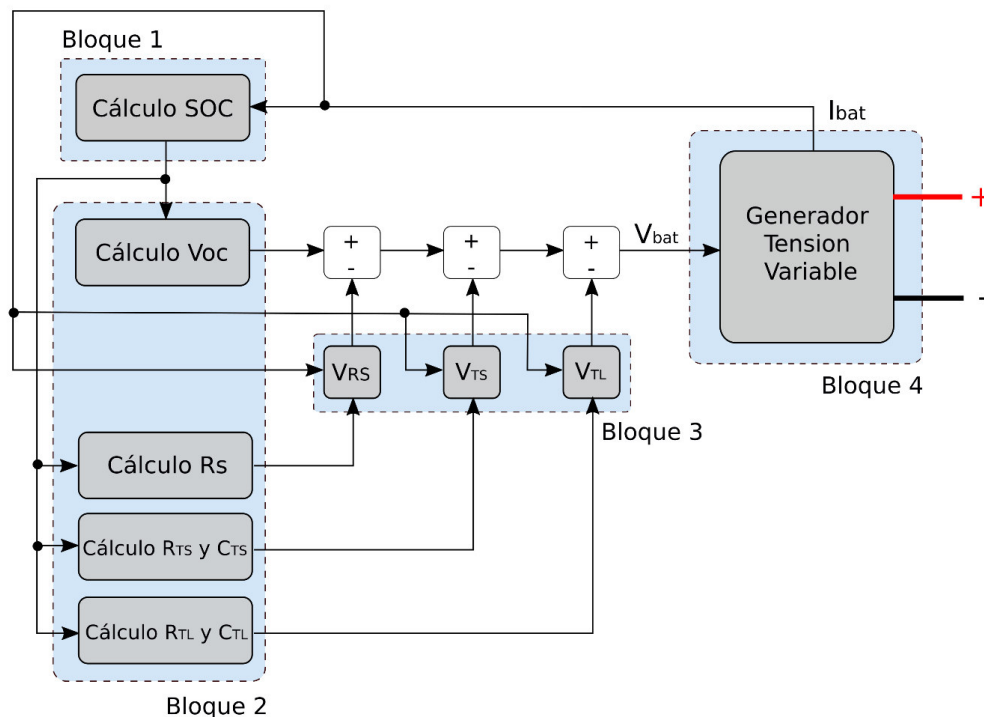 Bloque 1
Cálculo SOC
Ibat
Generador
Tension
Variable
+
-
Bloque 4
Cálculo Voc
+
-
+
-
+
-
Vbat
VRS
VTS
VTL
Bloque 3
Cálculo Rs
Cálculo RTS y CTS
Cálculo RTL y CTL
Bloque 2